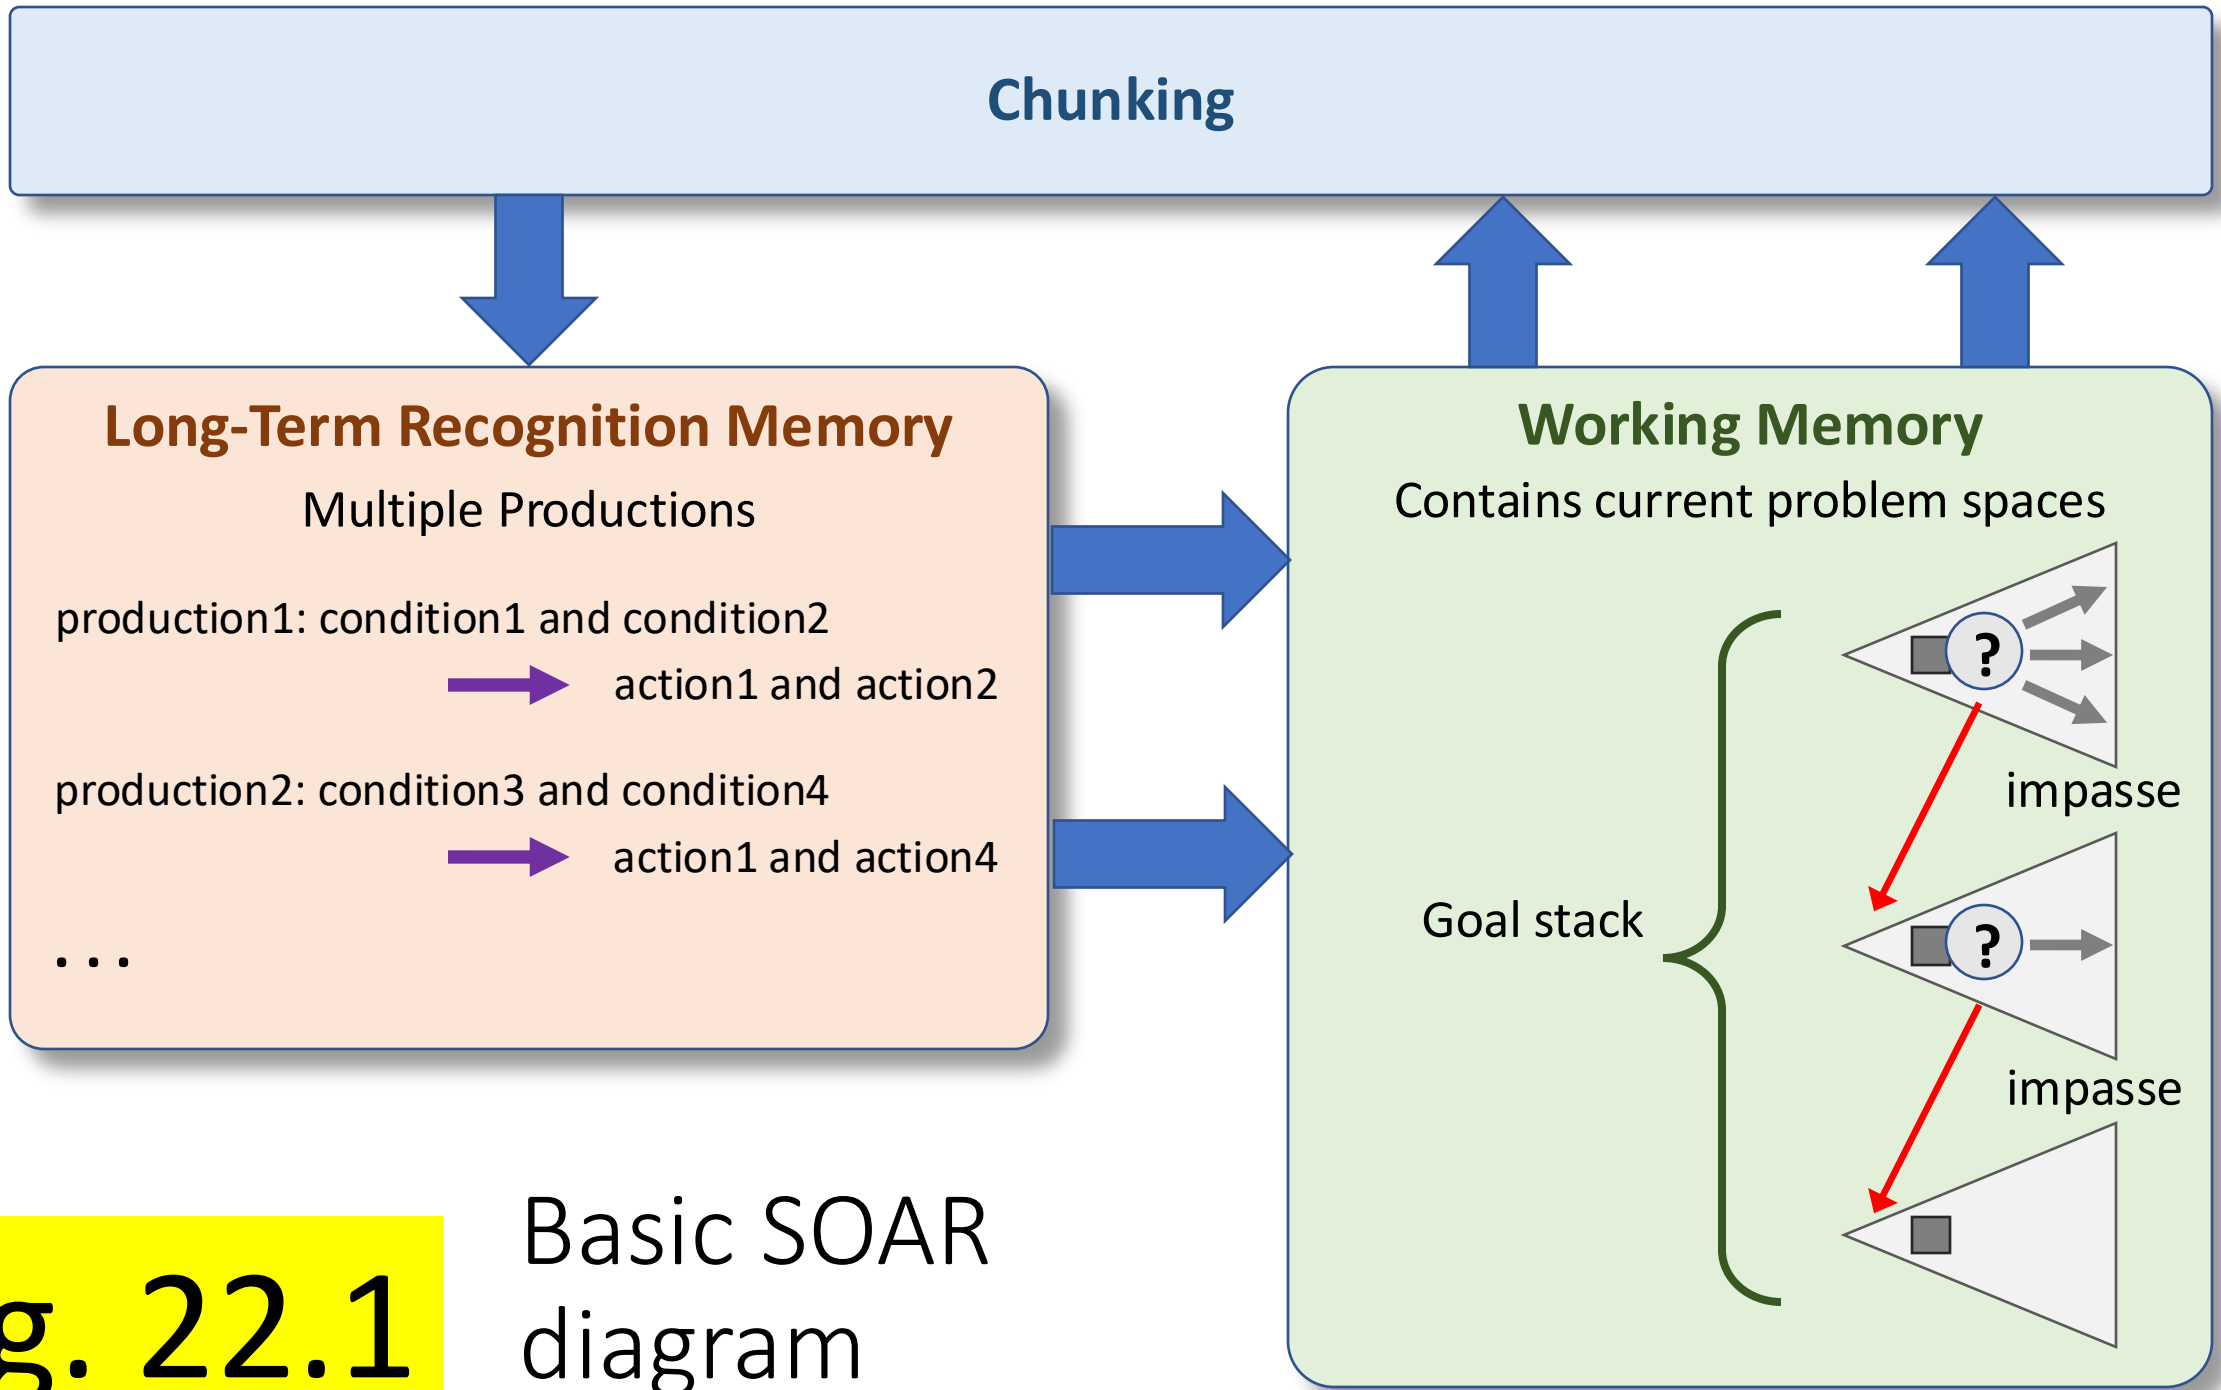 Chunking
Long-Term Recognition Memory
Multiple Productions
production1: condition1 and condition2
action1 and action2
production2: condition3 and condition4
action1 and action4
...
Working Memory
Contains current problem spaces
?
impasse
Goal stack
?
impasse
g. 22.1
Basic SOAR
diagram